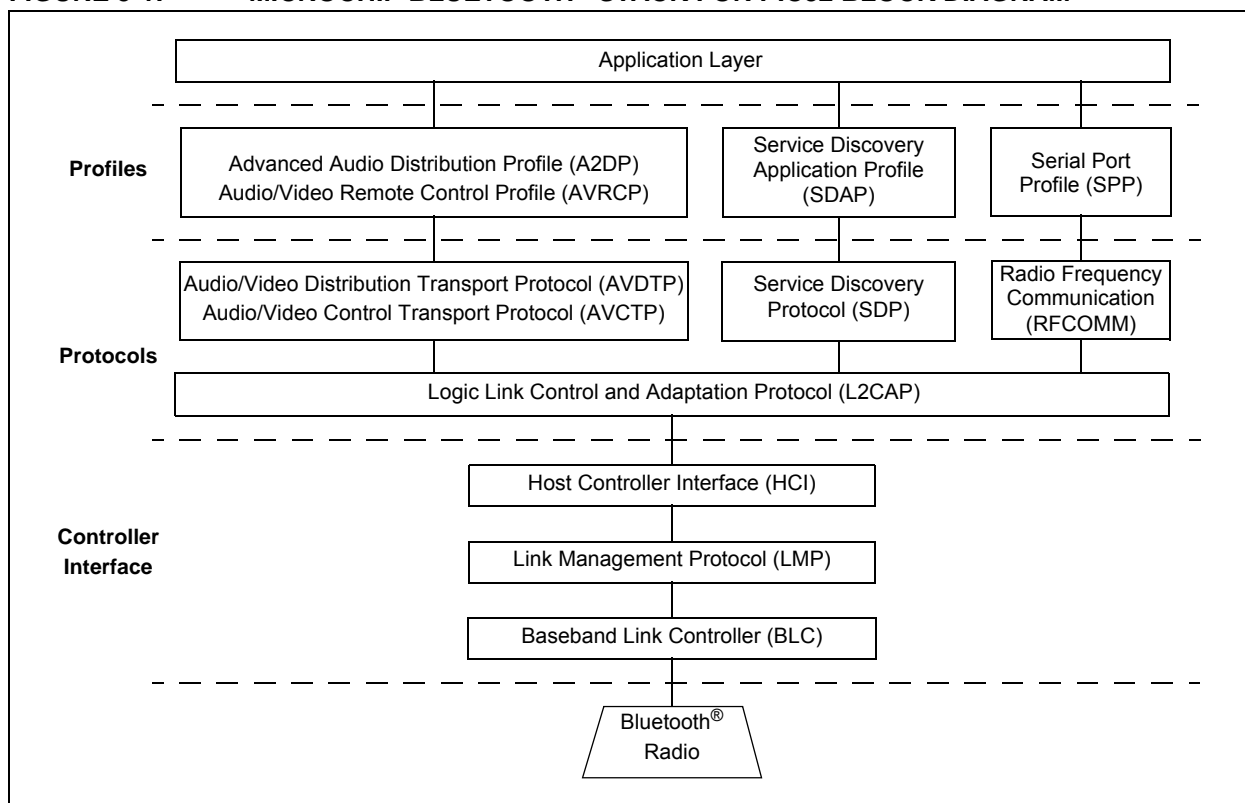 Application Layer
Profiles
Advanced Audio Distribution Profile (A2DP)
Audio/Video Remote Control Profile (AVRCP)
Service Discovery
Application Profile
(SDAP)
Serial Port
Profile (SPP)
Protocols
Audio/Video Distribution Transport Protocol (AVDTP)
Audio/Video Control Transport Protocol (AVCTP)
Service Discovery
Protocol (SDP)
Radio Frequency
Communication
(RFCOMM)
Logic Link Control and Adaptation Protocol (L2CAP)
Controller
Interface
Host Controller Interface (HCI)
Link Management Protocol (LMP)
Baseband Link Controller (BLC)
Bluetooth®
Radio